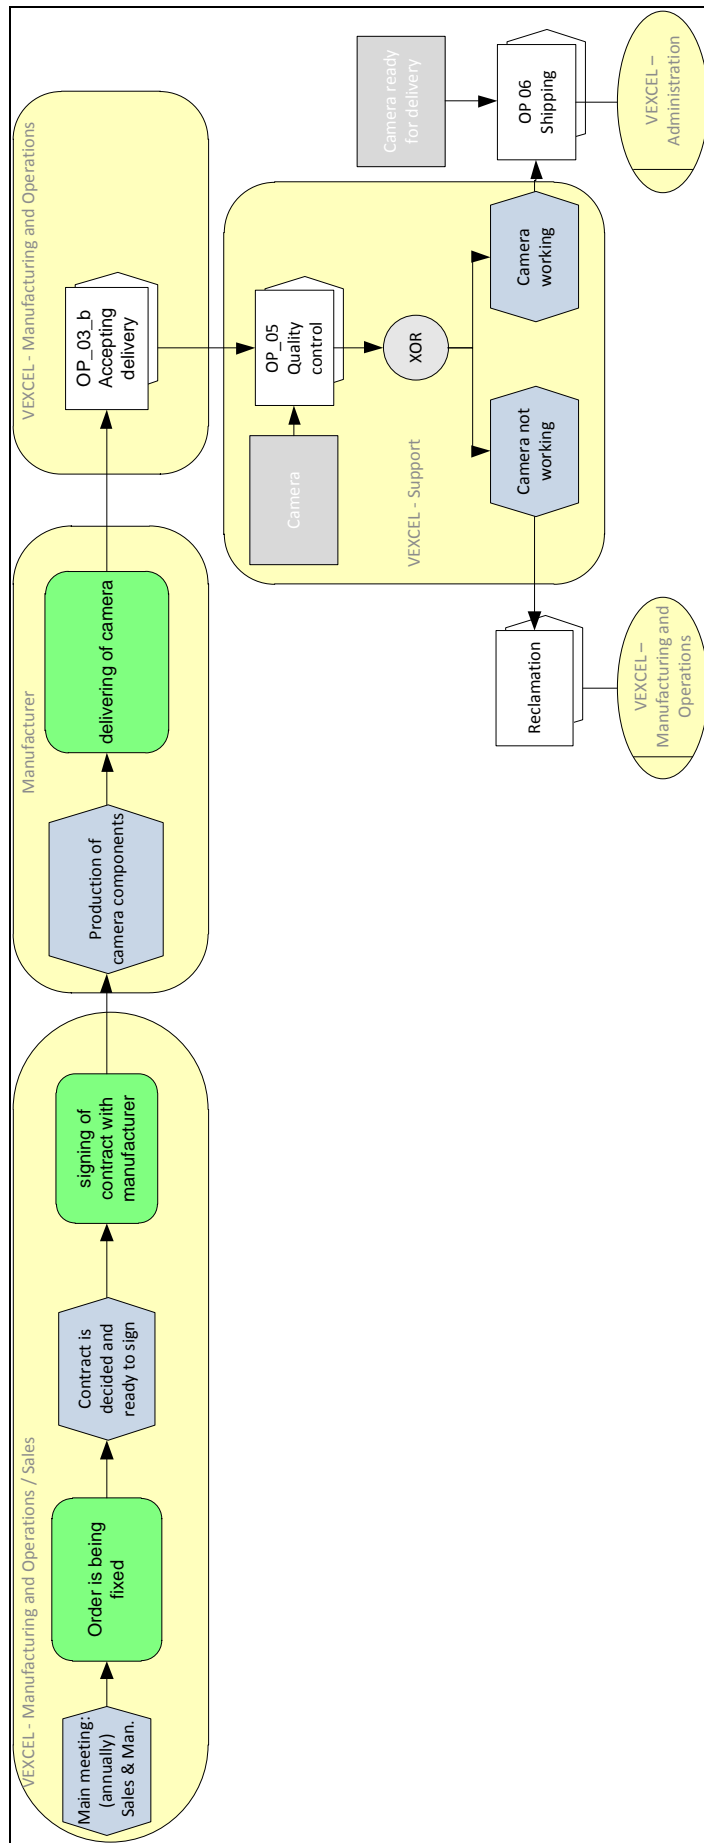 VEXCEL - Manufacturing and Operations / Sales
Main meeting:
(annually)
Sales & Man.
Order is being
fixed
Contract is
decided and
ready to sign
signing of
contract with
manufacturer
Manufacturer
Production of
camera components
delivering of camera
VEXCEL - Manufacturing and Operations
OP_03_b
Accepting
delivery
VEXCEL - Support
Camera
OP_05
Quality
control
XOR
Camera not
working
Camera
working
Reclamation
VEXCEL –
Manufacturing and
Operations
Camera ready
for delivery
OP 06
Shipping
VEXCEL –
Administration